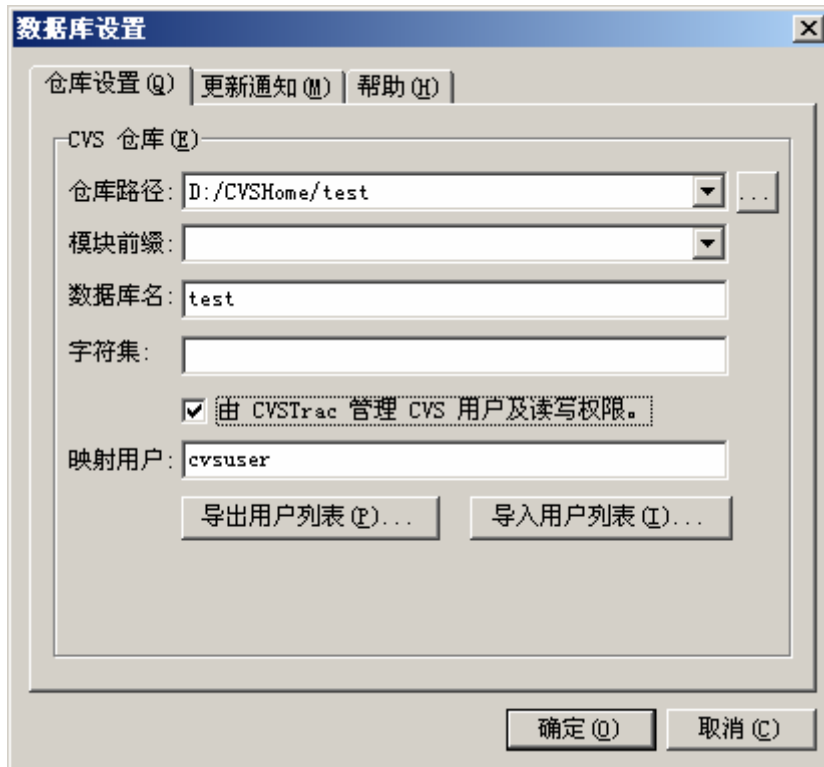 数据库设置
仓库设置(Q) 更新通知(M) 帮助(H)
CVS 仓库(E)
仓库路径: D:/CVSHome/test ...
模块前缀:
数据库名: test
字符集:
由 CVSTrac 管理 CVS 用户及读写权限。
映射用户: cvsuser
导出用户列表(P)... 导入用户列表(I)...
确定(O) 取消(C)